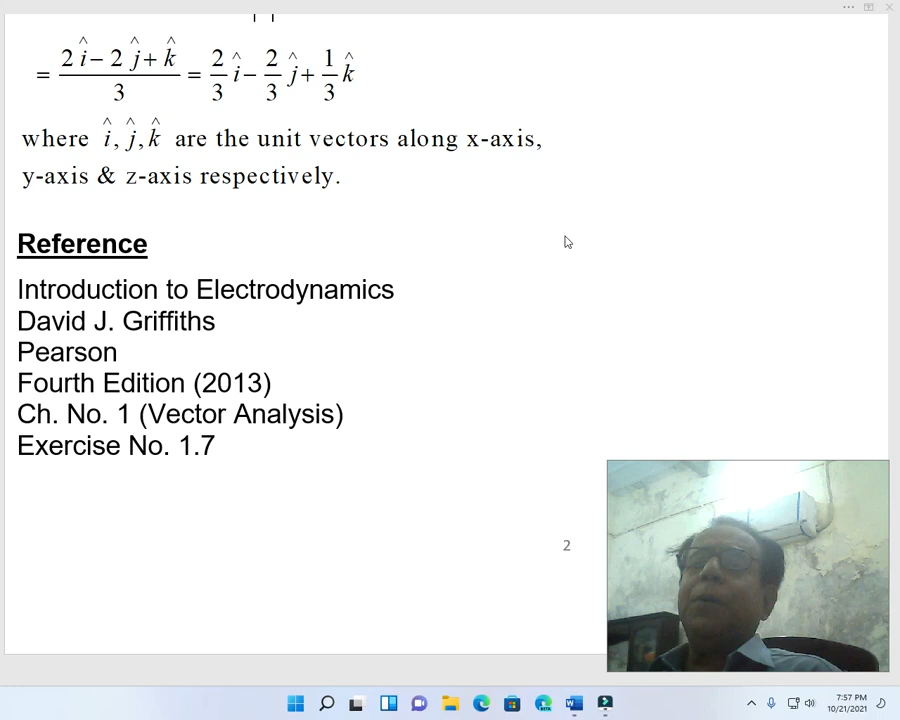 = 2î − 2ĵ + k̂ / 3 = 2/3 î − 2/3 ĵ + 1/3 k̂
where î, ĵ, k̂ are the unit vectors along x-axis,
y-axis & z-axis respectively.
Reference
Introduction to Electrodynamics
David J. Griffiths
Pearson
Fourth Edition (2013)
Ch. No. 1 (Vector Analysis)
Exercise No. 1.7
2
7:57 PM
10/21/2021